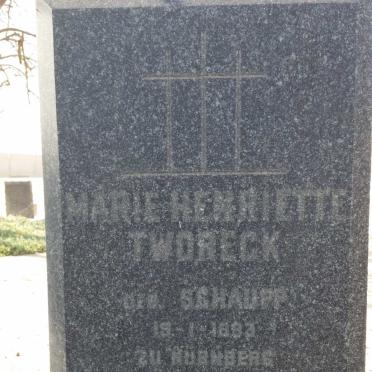 MARIE HENRIETTE
TWORECK
GEB. SCHAUPP
19-1-1893
ZU NÜRNBERG